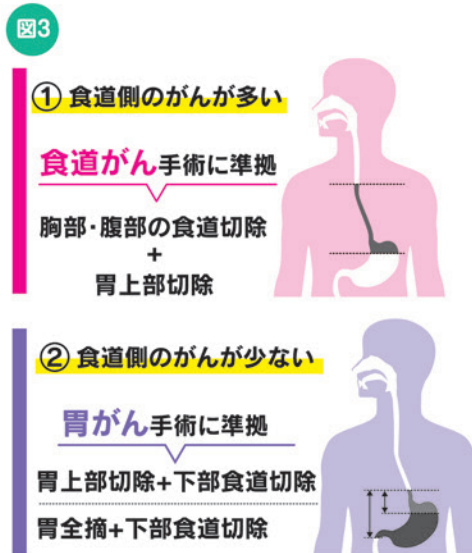 図3
① 食道側のがんが多い
食道がん手術に準拠
胸部・腹部の食道切除
+
胃上部切除
② 食道側のがんが少ない
胃がん手術に準拠
胃上部切除+下部食道切除
胃全摘+下部食道切除